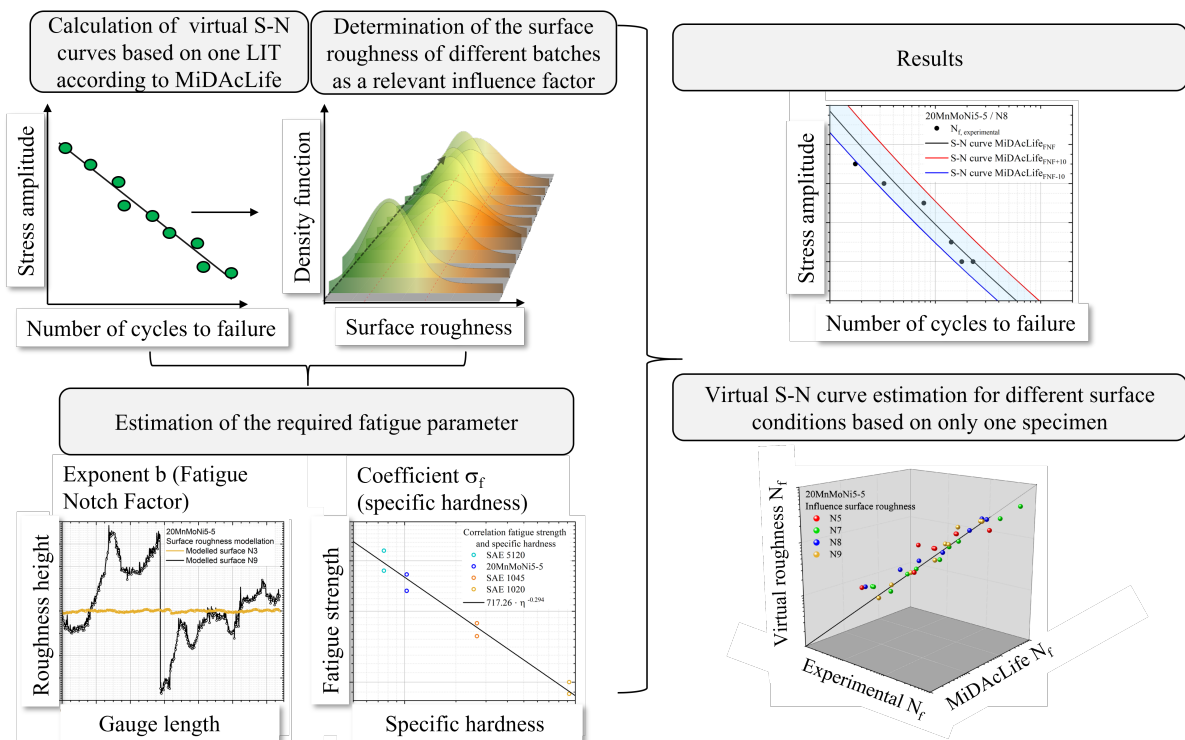 Calculation of virtual S-N
curves based on one LIT
according to MiDAcLife
Determination of the surface
roughness of different batches
as a relevant influence factor
Stress amplitude
Number of cycles to failure
Density function
Surface roughness
Estimation of the required fatigue parameter
Exponent b (Fatigue
Notch Factor)
Roughness height
20MnMoNi5-5
Surface roughness modellation
Modelled surface N3
Modelled surface N9
Gauge length
Coefficient σf
(specific hardness)
Fatigue strength
Correlation fatigue strength
and specific hardness
SAE 5120
20MnMoNi5-5
SAE 1045
SAE 1020
717.26 · η -0.294
Specific hardness
Results
Stress amplitude
20MnMoNi5-5 / N8
Nf, experimental
S-N curve MiDAcLifeFNF
S-N curve MiDAcLifeFNF+10
S-N curve MiDAcLifeFNF-10
Number of cycles to failure
Virtual S-N curve estimation for different surface
conditions based on only one specimen
Virtual roughness Nf
20MnMoNi5-5
Influence surface roughness
N5
N7
N8
N9
Experimental Nf
MiDAcLife Nf